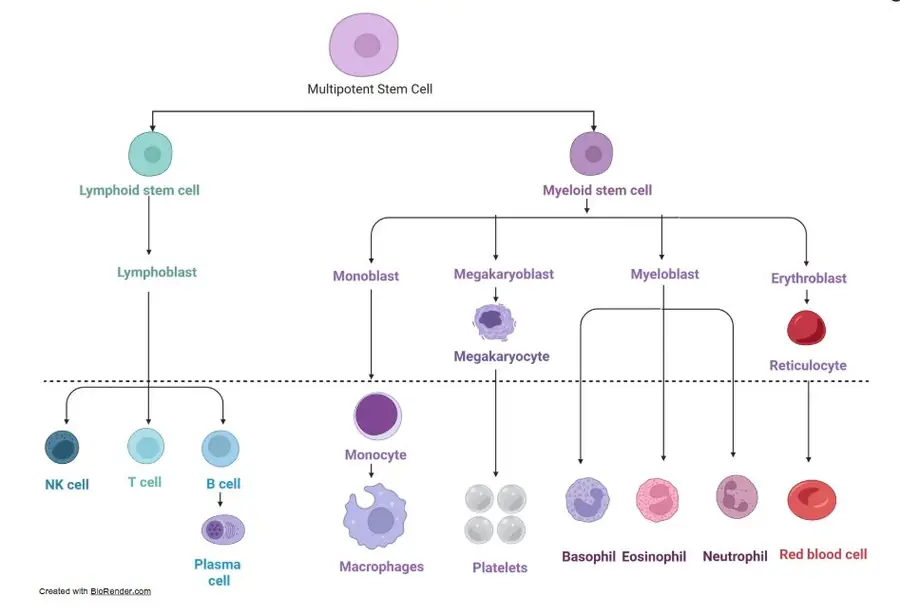 Multipotent Stem Cell
Lymphoid stem cell
Myeloid stem cell
Lymphoblast
Monoblast
Megakaryoblast
Myeloblast
Erythroblast
Megakaryocyte
Reticulocyte
NK cell
T cell
B cell
Monocyte
Plasma
cell
Macrophages
Platelets
Basophil
Eosinophil
Neutrophil
Red blood cell
Created with BioRender.com